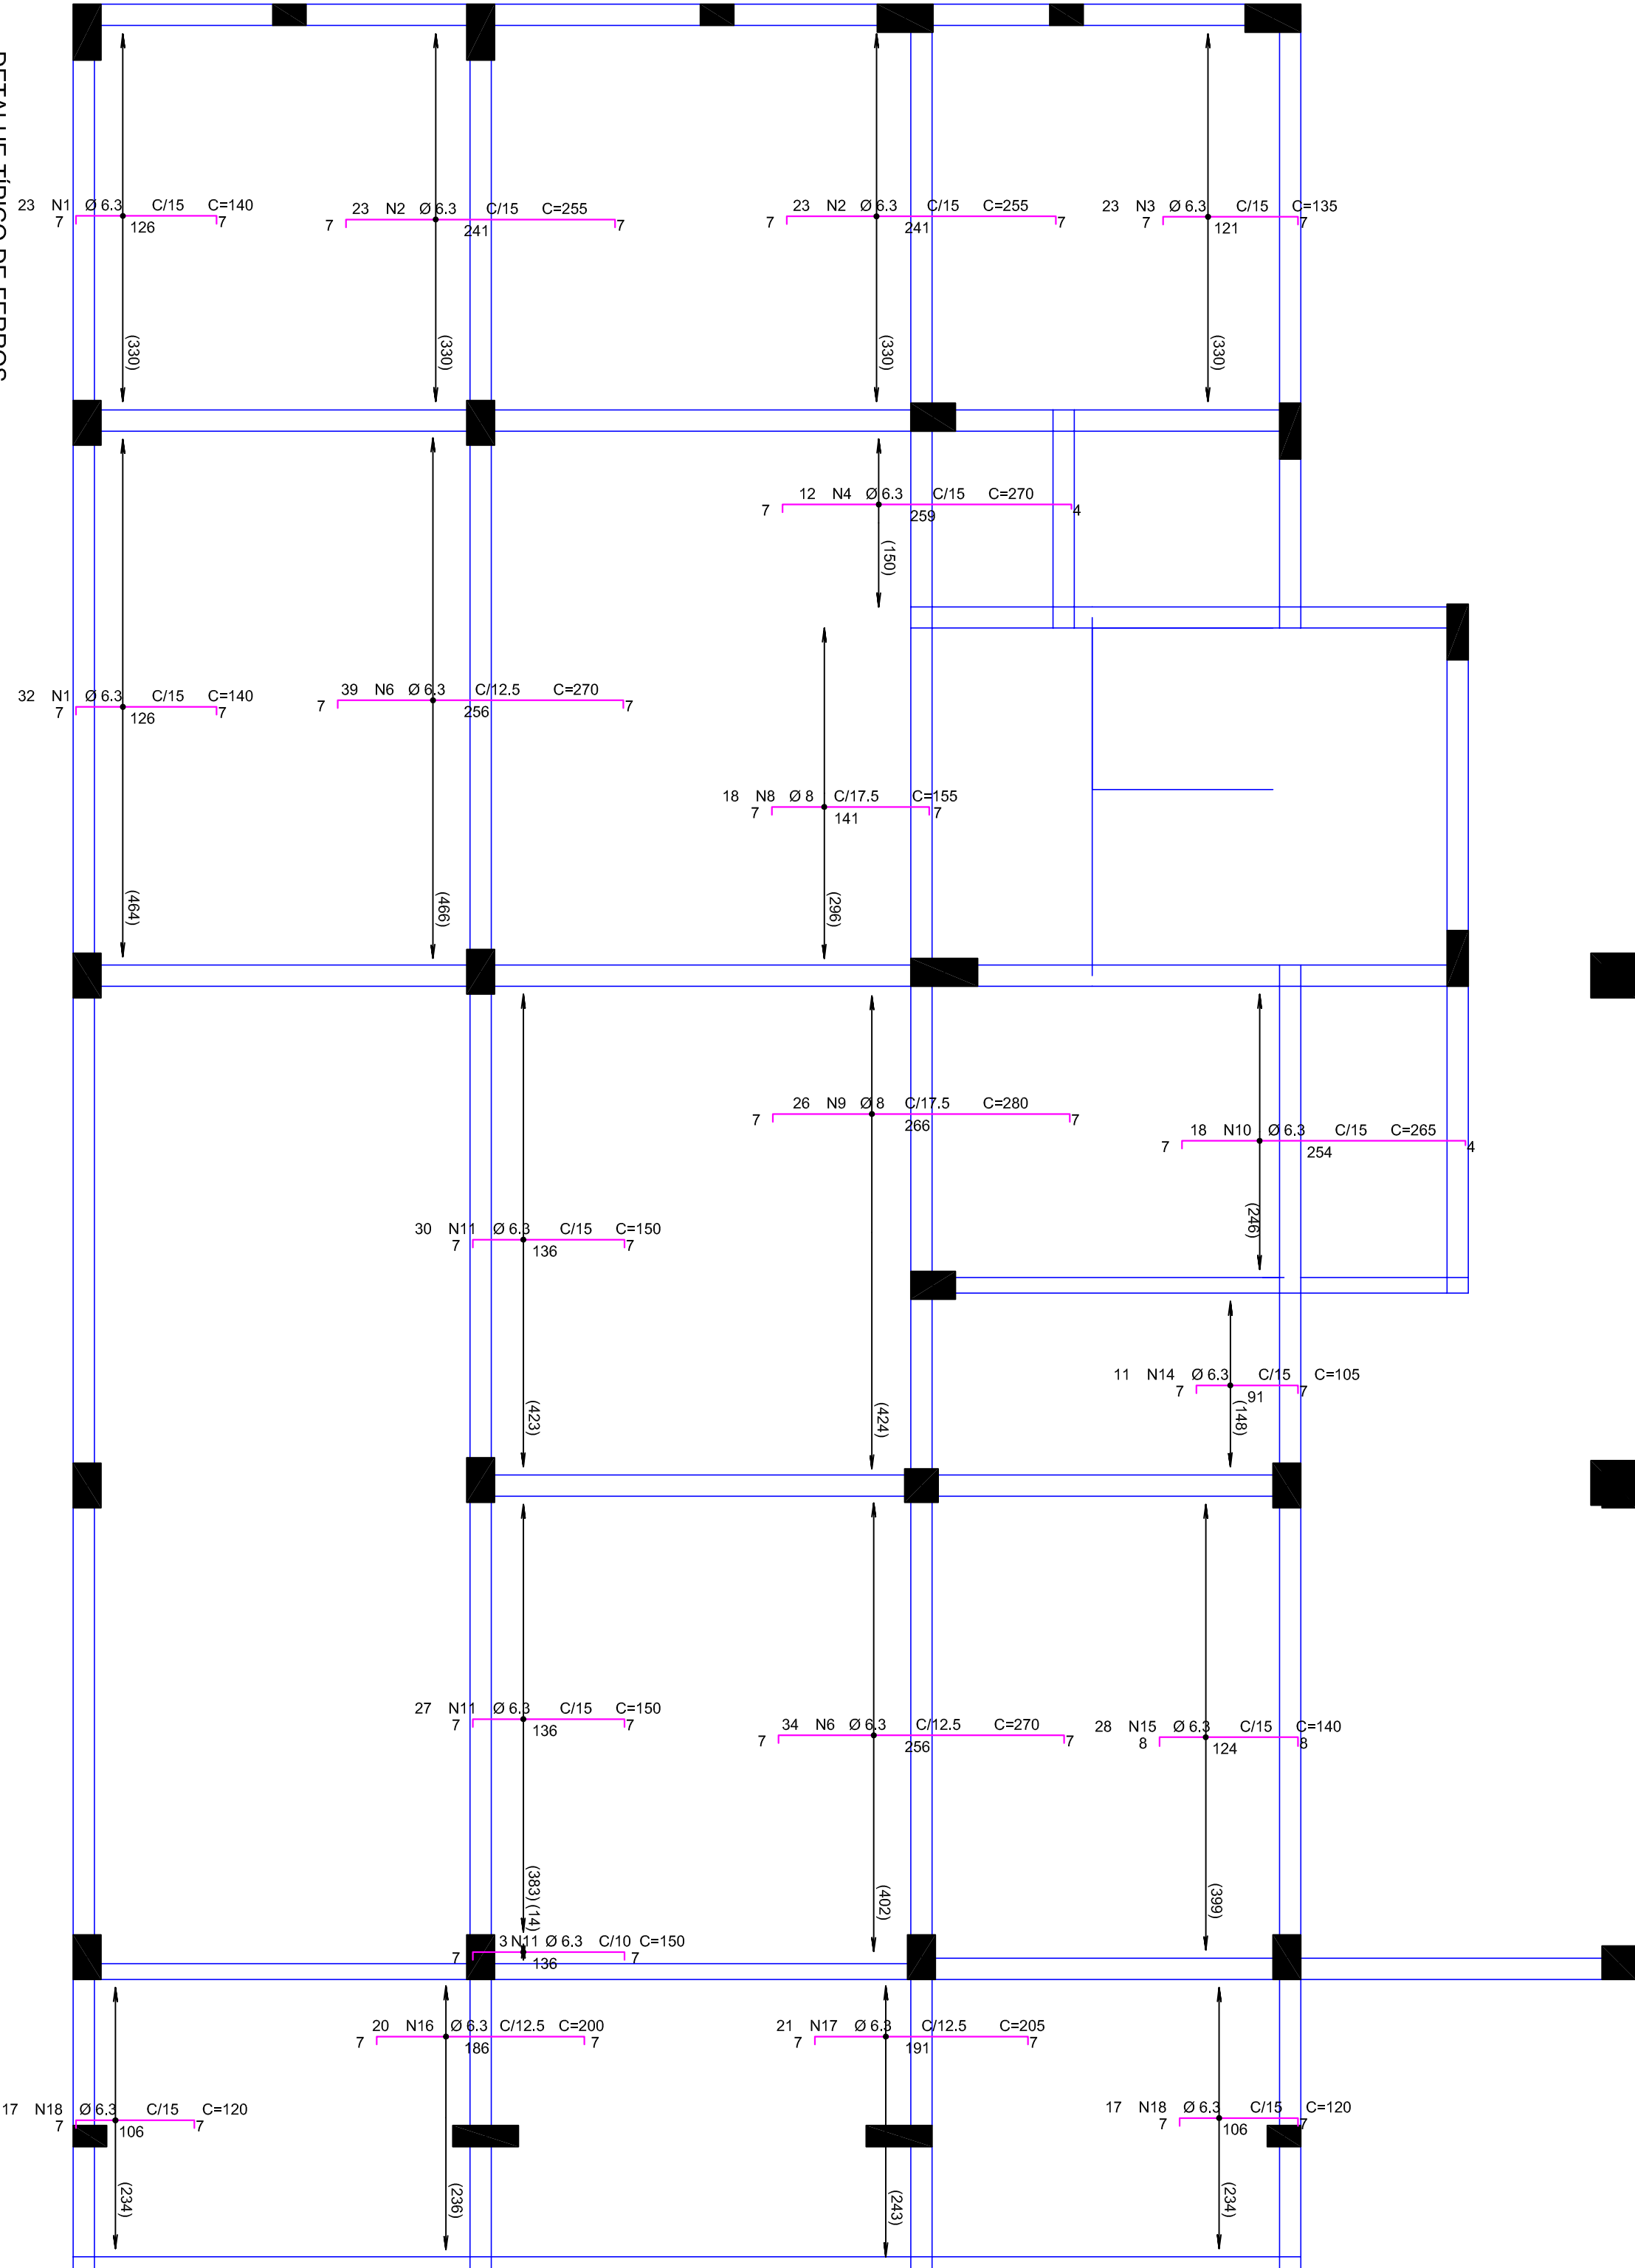 DETALHE TÍPICO DE FERROS
23 N1 Ø 6.3 C/15 C=140
7 126 7
(330)
23 N2 Ø 6.3 C/15 C=255
7 241 7
(330)
23 N2 Ø 6.3 C/15 C=255
7 241 7
(330)
23 N3 Ø 6.3 C/15 C=135
7 121 7
(330)
12 N4 Ø 6.3 C/15 C=270
7 259 4
(150)
32 N1 Ø 6.3 C/15 C=140
7 126 7
(464)
39 N6 Ø 6.3 C/12.5 C=270
7 256 7
(466)
18 N8 Ø 8 C/17.5 C=155
7 141 7
(296)
26 N9 Ø 8 C/17.5 C=280
7 266 7
(424)
18 N10 Ø 6.3 C/15 C=265
7 254 4
(246)
30 N11 Ø 6.3 C/15 C=150
7 136 7
(423)
11 N14 Ø 6.3 C/15 C=105
7 91 7
(148)
27 N11 Ø 6.3 C/15 C=150
7 136 7
(383) (14)
34 N6 Ø 6.3 C/12.5 C=270
7 256 7
(402)
28 N15 Ø 6.3 C/15 C=140
8 124 8
(399)
3 N11 Ø 6.3 C/10 C=150
7 136 7
20 N16 Ø 6.3 C/12.5 C=200
7 186 7
(236)
21 N17 Ø 6.3 C/12.5 C=205
7 191 7
(243)
17 N18 Ø 6.3 C/15 C=120
7 106 7
(234)
17 N18 Ø 6.3 C/15 C=120
7 106 7
(234)